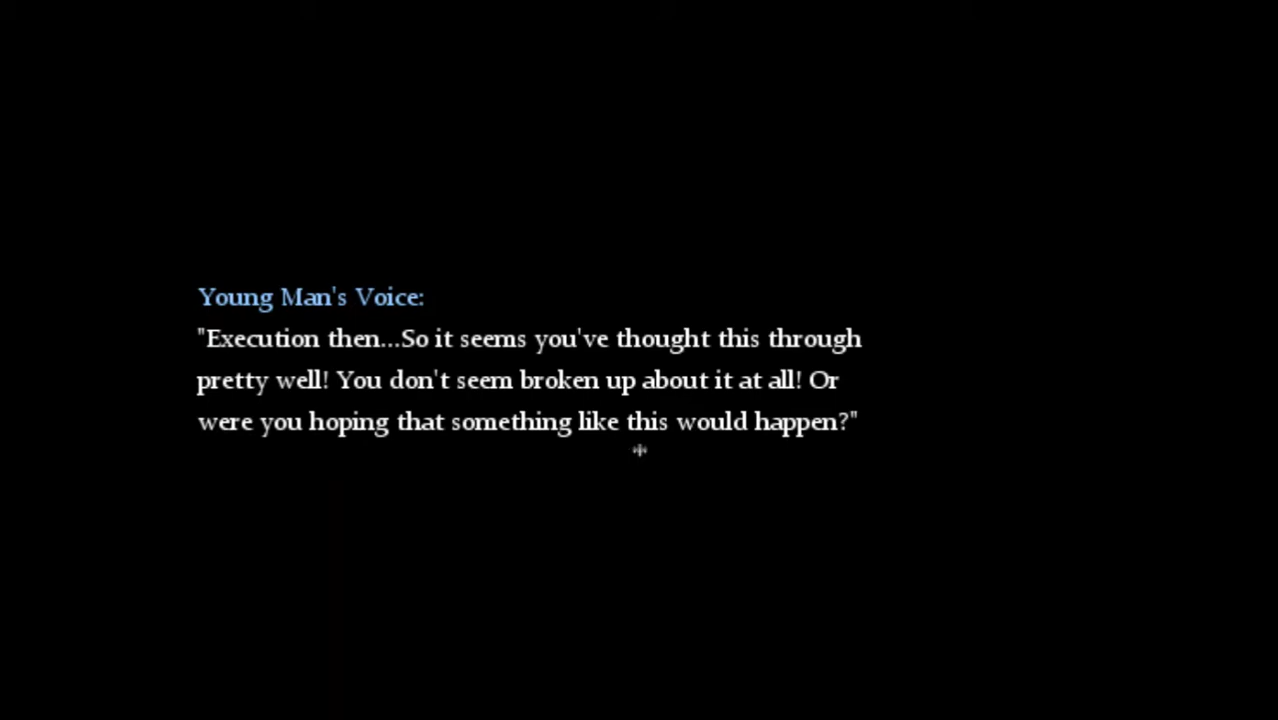 Young Man's Voice:
"Execution then...So it seems you've thought this through
pretty well! You don't seem broken up about it at all! Or
were you hoping that something like this would happen?"